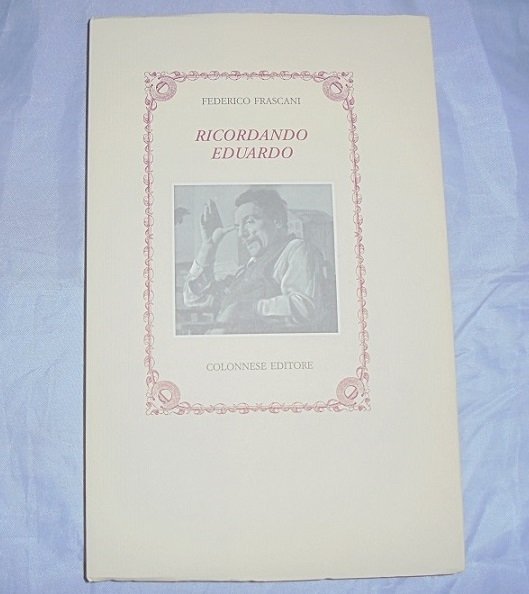 FEDERICO FRASCANI
RICORDANDO
EDUARDO
COLONNESE EDITORE